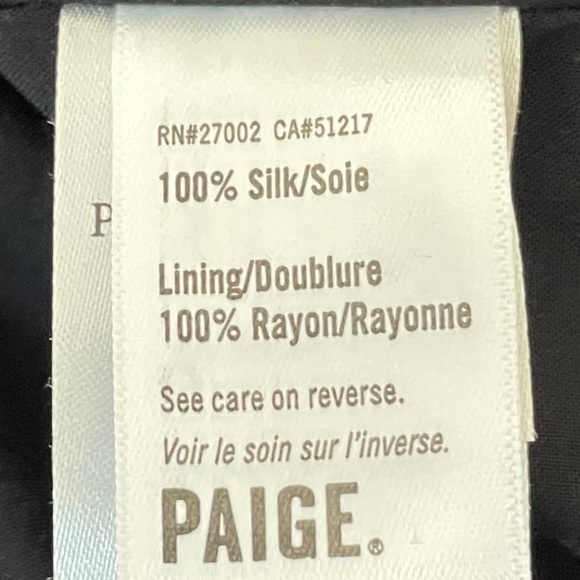 RN#27002 CA#51217
100% Silk/Soie
Lining/Doublure
100% Rayon/Rayonne
See care on reverse.
Voir le soin sur l'inverse.
PAIGE®
P